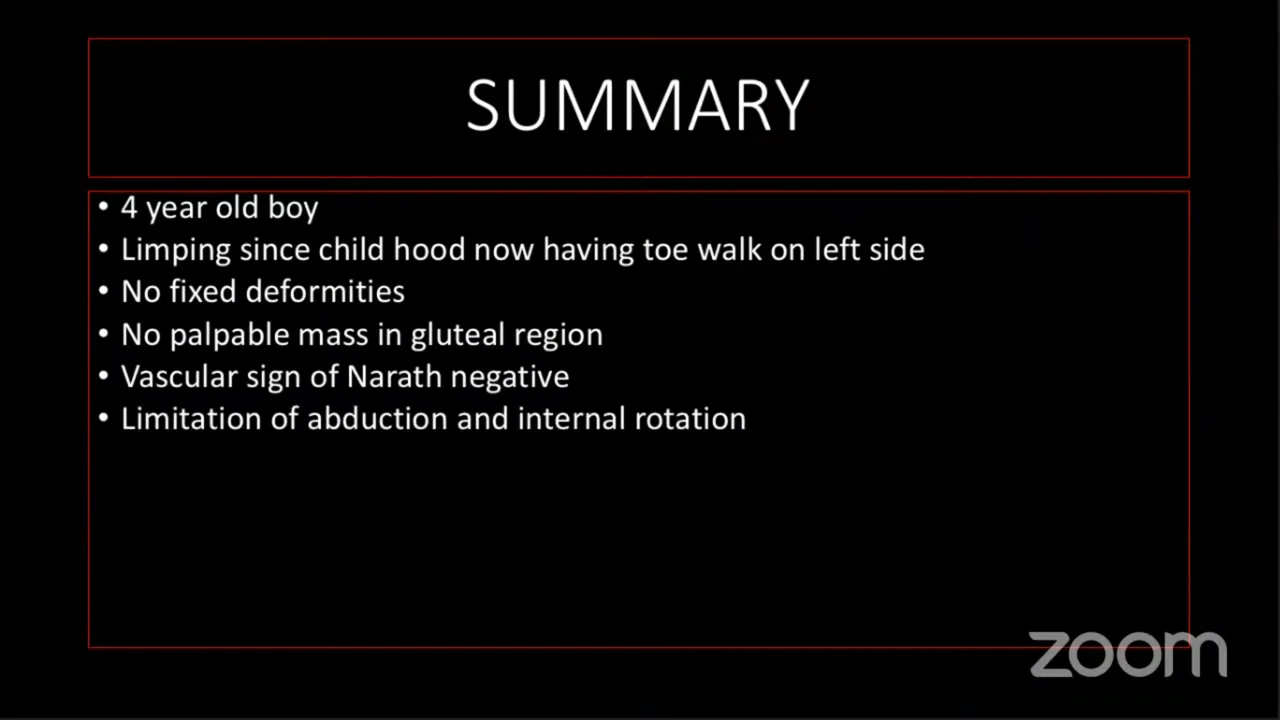 SUMMARY
• 4 year old boy
• Limping since child hood now having toe walk on left side
• No fixed deformities
• No palpable mass in gluteal region
• Vascular sign of Narath negative
• Limitation of abduction and internal rotation
zoom